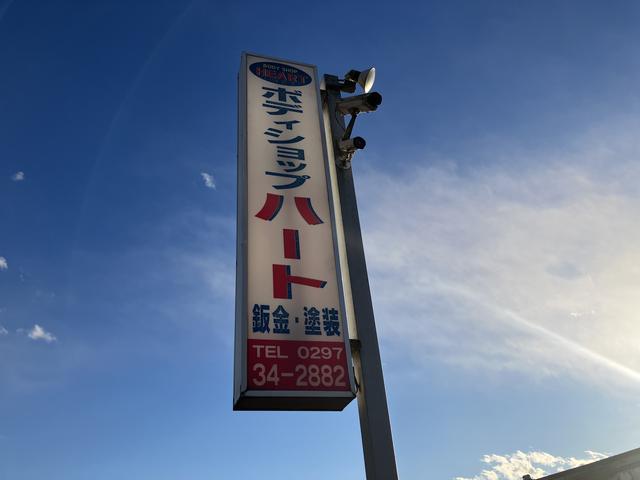 BODY SHOP
HEART
ボディショップ
ハート
鈑金・塗装
TEL 0297
34-2882